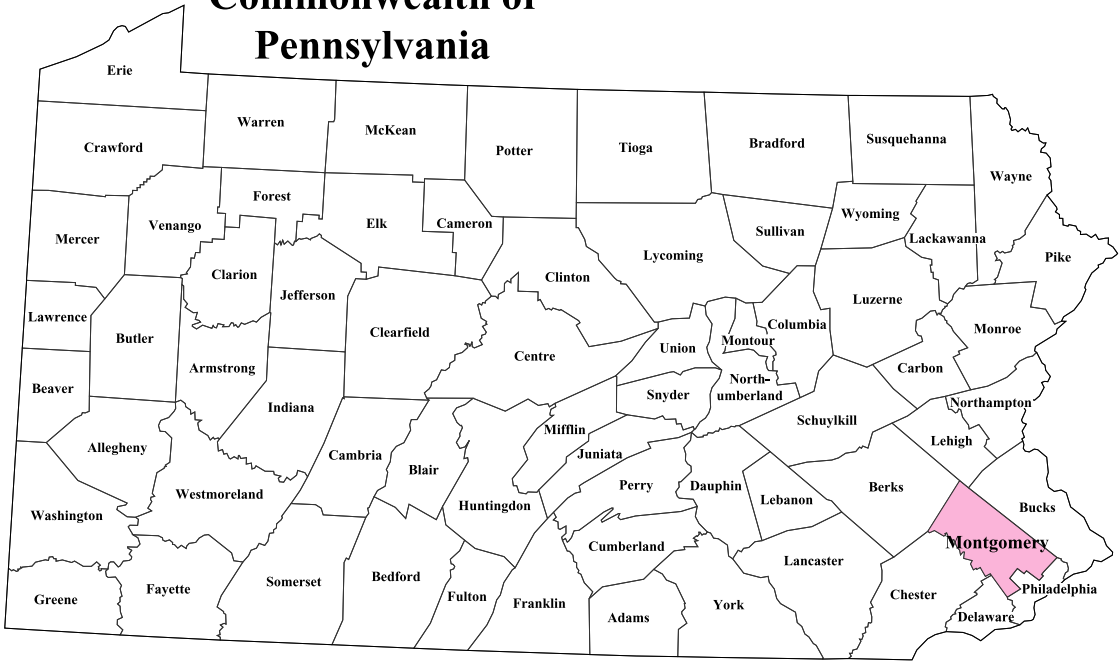 Commonwealth of
Pennsylvania
Erie
Warren
McKean
Potter
Tioga
Bradford
Susquehanna
Wayne
Crawford
Forest
Venango
Elk
Cameron
Mercer
Clarion
Jefferson
Clinton
Lycoming
Sullivan
Wyoming
Lackawanna
Pike
Lawrence
Butler
Armstrong
Clearfield
Centre
Union
Montour
Columbia
Luzerne
Monroe
Beaver
Indiana
Snyder
North-
umberland
Carbon
Northampton
Allegheny
Cambria
Blair
Mifflin
Juniata
Schuylkill
Lehigh
Washington
Westmoreland
Huntingdon
Perry
Dauphin
Lebanon
Berks
Bucks
Montgomery
Greene
Fayette
Somerset
Bedford
Fulton
Franklin
Cumberland
Adams
York
Lancaster
Chester
Delaware
Philadelphia